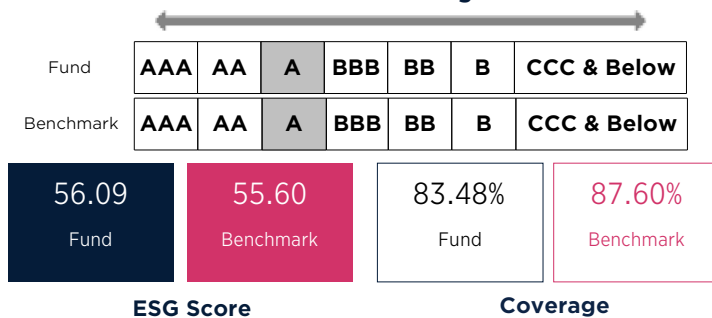 Fund AAA AA A BBB BB B CCC & Below
Benchmark AAA AA A BBB BB B CCC & Below
56.09 55.60 83.48% 87.60%
Fund Benchmark Fund Benchmark
ESG Score Coverage